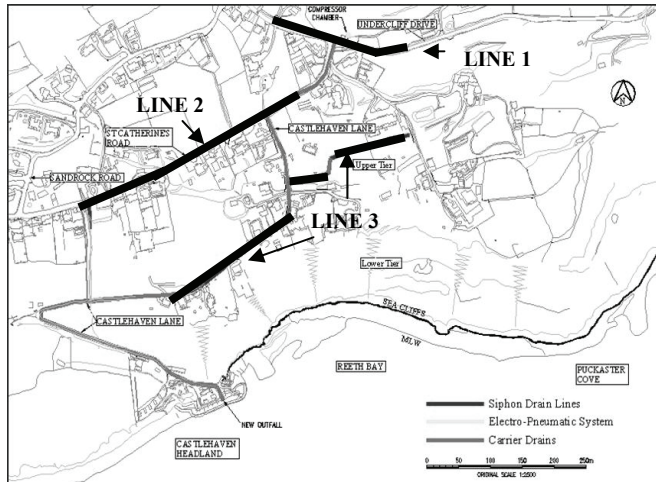 COMPRESSOR
CHAMBER
UNDERCLIFF DRIVE
LINE 1
LINE 2
ST CATHERINES
ROAD
CASTLEHAVEN LANE
N
SANDROCK ROAD
Upper Tier
LINE 3
Lower Tier
SEA CLIFFS
MLW
CASTLEHAVEN LANE
REETH BAY
PUCKASTER
COVE
NEW OUTFALL
CASTLEHAVEN
HEADLAND
Siphon Drain Lines
Electro-Pneumatic System
Carrier Drains
0 50 100 150 200 250m
ORIGINAL SCALE 1:2500